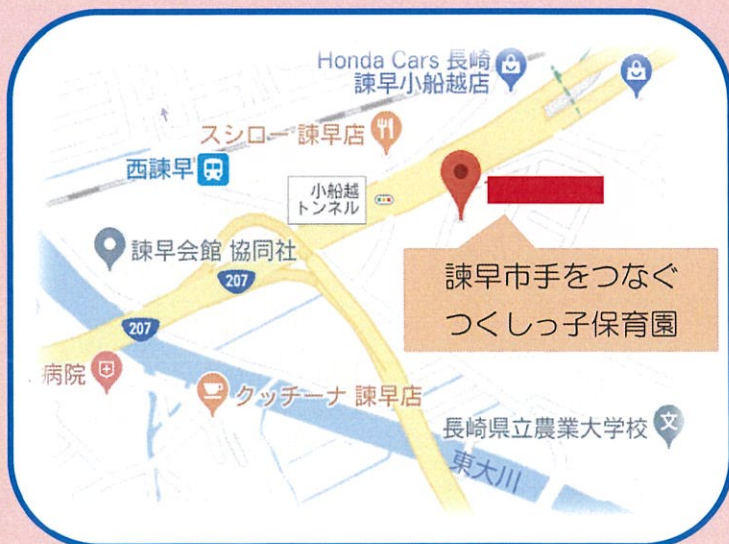 Honda Cars 長崎
諫早小船越店
スシロー 諫早店
西諫早
小船越
トンネル
諫早会館 協同社
207
207
諫早市手をつなぐ
つくしっ子保育園
病院
クッチーナ 諫早店
長崎県立農業大学校
文
東大川